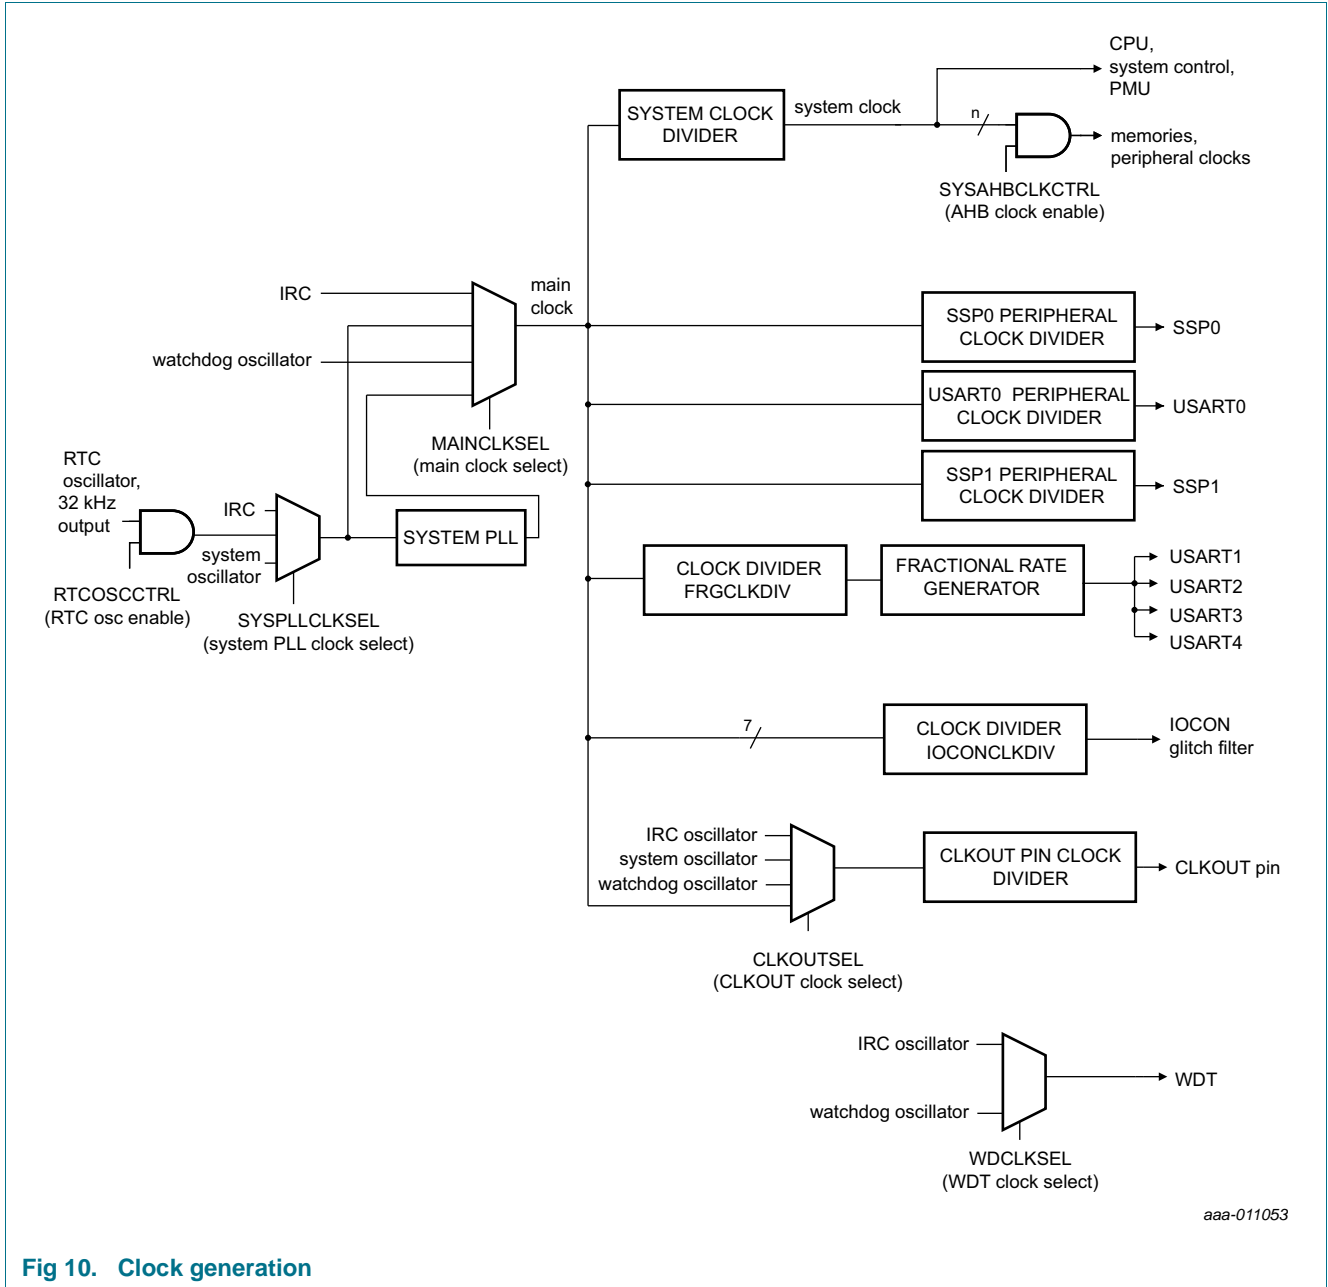 CPU,
system control,
PMU
SYSTEM CLOCK
DIVIDER
system clock
n
memories,
peripheral clocks
SYSAHBCLKCTRL
(AHB clock enable)
IRC
main
clock
watchdog oscillator
MAINCLKSEL
(main clock select)
SSP0 PERIPHERAL
CLOCK DIVIDER
SSP0
USART0 PERIPHERAL
CLOCK DIVIDER
USART0
SSP1 PERIPHERAL
CLOCK DIVIDER
SSP1
RTC
oscillator,
32 kHz
output
RTCOSCCTRL
(RTC osc enable)
IRC
system
oscillator
SYSPLLCLKSEL
(system PLL clock select)
SYSTEM PLL
CLOCK DIVIDER
FRGCLKDIV
FRACTIONAL RATE
GENERATOR
USART1
USART2
USART3
USART4
7
CLOCK DIVIDER
IOCONCLKDIV
IOCON
glitch filter
IRC oscillator
system oscillator
watchdog oscillator
CLKOUTSEL
(CLKOUT clock select)
CLKOUT PIN CLOCK
DIVIDER
CLKOUT pin
IRC oscillator
watchdog oscillator
WDCLKSEL
(WDT clock select)
WDT
aaa-011053
Fig 10. Clock generation